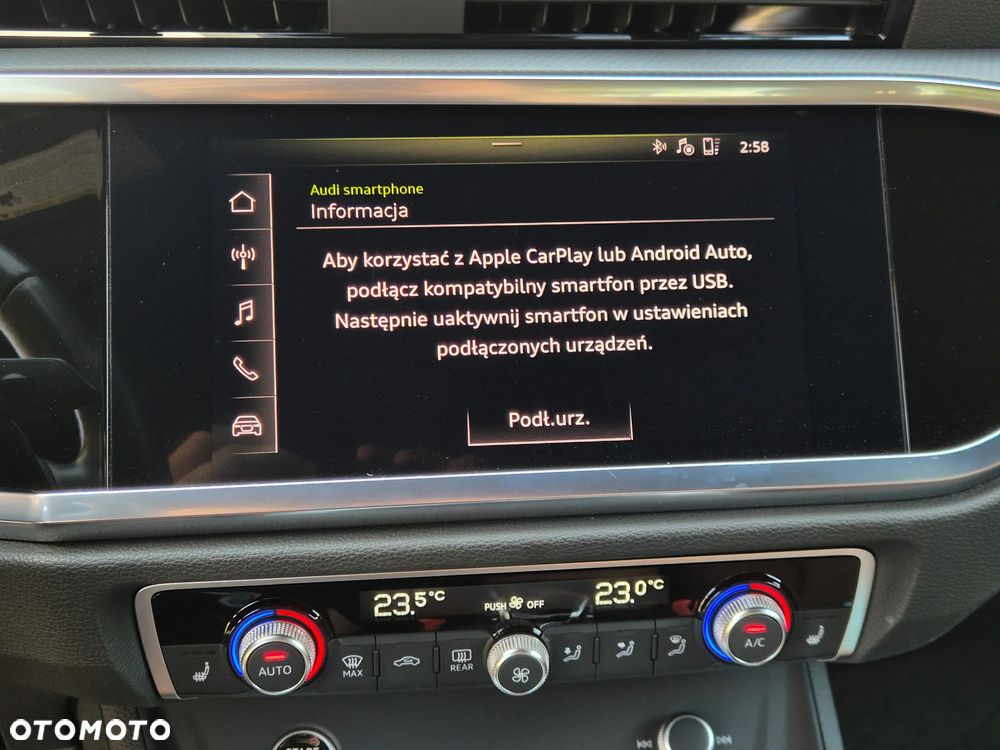 2:58
Audi smartphone
Informacja
Aby korzystać z Apple CarPlay lub Android Auto,
podłącz kompatybilny smartfon przez USB.
Następnie uaktywnij smartfon w ustawieniach
podłączonych urządzeń.
Podł.urz.
23.5°C
PUSH OFF
23.0°C
AUTO
MAX
REAR
A/C
START
OTOMOTO